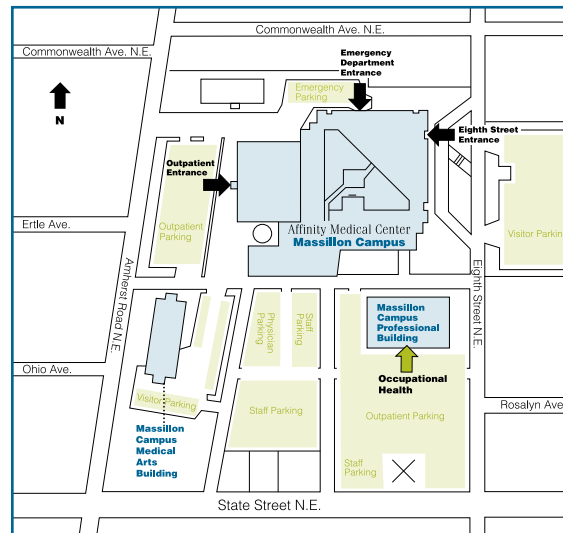 Commonwealth Ave. N.E.
Commonwealth Ave. N.E.
Emergency
Department
Entrance
Emergency
Parking
N
Eighth Street
Entrance
Outpatient
Entrance
Outpatient
Parking
Ertle Ave.
Affinity Medical Center
Massillon Campus
Visitor Parking
Amherst Road N.E.
Eighth Street N.E.
Physician
Parking
Staff
Parking
Massillon
Campus
Professional
Building
Ohio Ave.
Occupational
Health
Visitor Parking
Staff Parking
Outpatient Parking
Rosalyn Ave
Massillon
Campus
Medical
Arts
Building
Staff
Parking
State Street N.E.